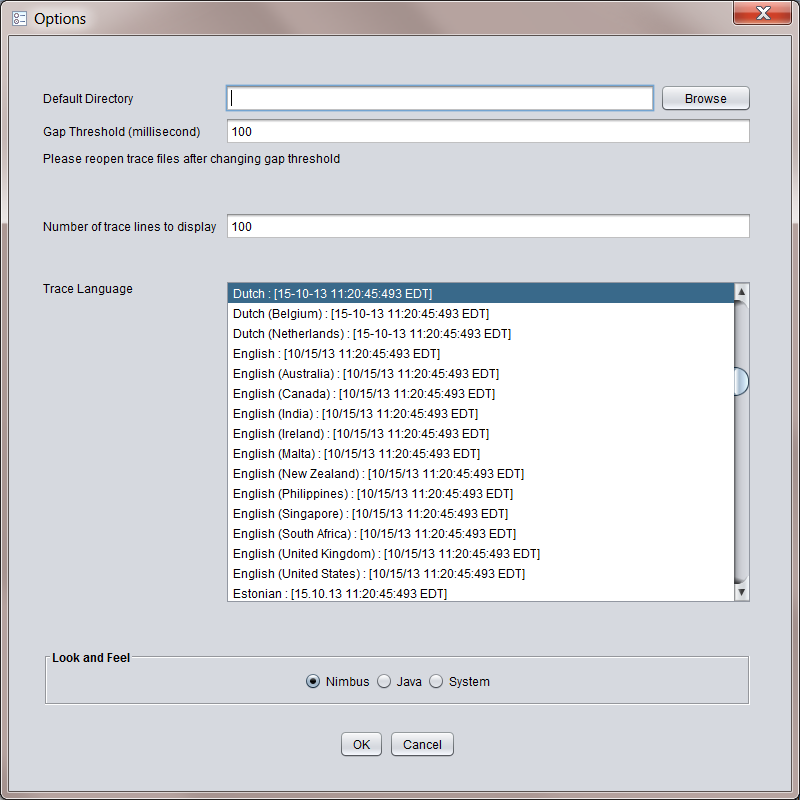 Options
Default Directory
Browse
Gap Threshold (millisecond)
100
Please reopen trace files after changing gap threshold
Number of trace lines to display
100
Trace Language
Dutch : [15-10-13 11:20:45:493 EDT]
Dutch (Belgium) : [15-10-13 11:20:45:493 EDT]
Dutch (Netherlands) : [15-10-13 11:20:45:493 EDT]
English : [10/15/13 11:20:45:493 EDT]
English (Australia) : [10/15/13 11:20:45:493 EDT]
English (Canada) : [10/15/13 11:20:45:493 EDT]
English (India) : [10/15/13 11:20:45:493 EDT]
English (Ireland) : [10/15/13 11:20:45:493 EDT]
English (Malta) : [10/15/13 11:20:45:493 EDT]
English (New Zealand) : [10/15/13 11:20:45:493 EDT]
English (Philippines) : [10/15/13 11:20:45:493 EDT]
English (Singapore) : [10/15/13 11:20:45:493 EDT]
English (South Africa) : [10/15/13 11:20:45:493 EDT]
English (United Kingdom) : [10/15/13 11:20:45:493 EDT]
English (United States) : [10/15/13 11:20:45:493 EDT]
Estonian : [15.10.13 11:20:45:493 EDT]
Look and Feel
Nimbus Java System
OK Cancel